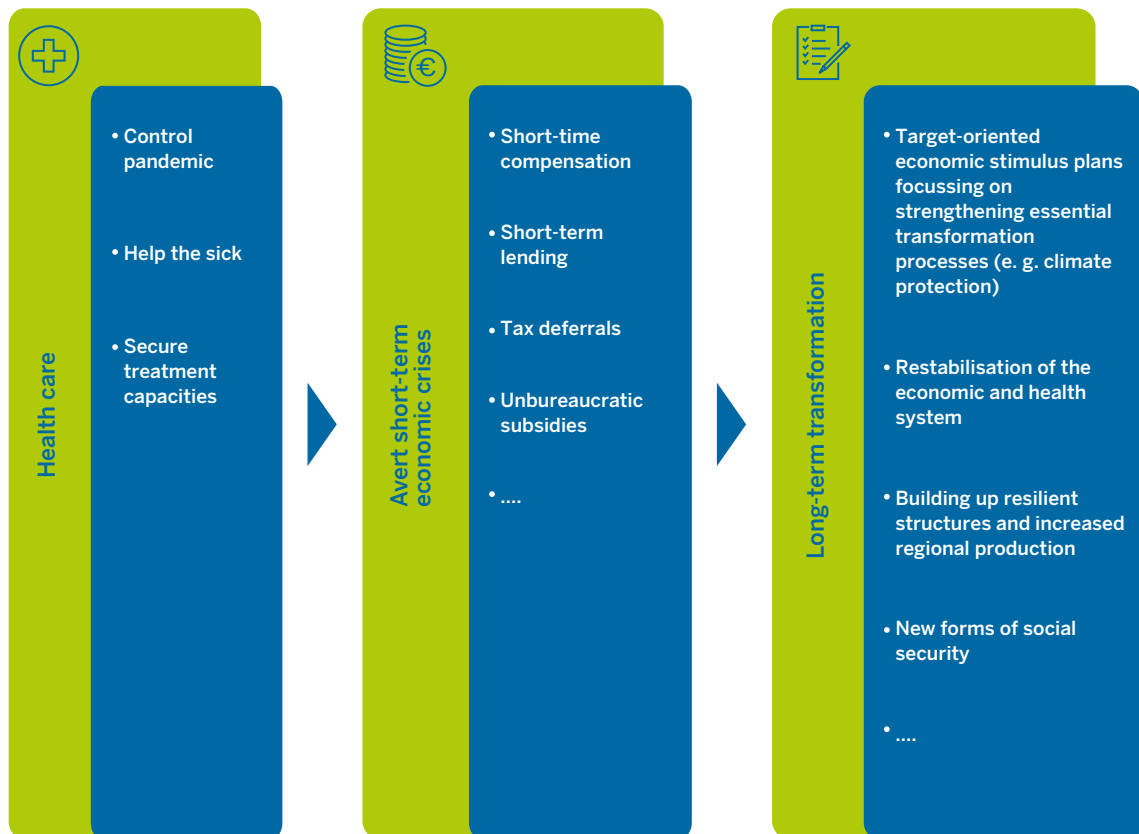 Health care
• Control
pandemic
• Help the sick
• Secure
treatment
capacities
€
Avert short-term
economic crises
• Short-time
compensation
• Short-term
lending
• Tax deferrals
• Unbureaucratic
subsidies
• ....
Long-term transformation
• Target-oriented
economic stimulus plans
focussing on
strengthening essential
transformation
processes (e. g. climate
protection)
• Restabilisation of the
economic and health
system
• Building up resilient
structures and increased
regional production
• New forms of social
security
• ....